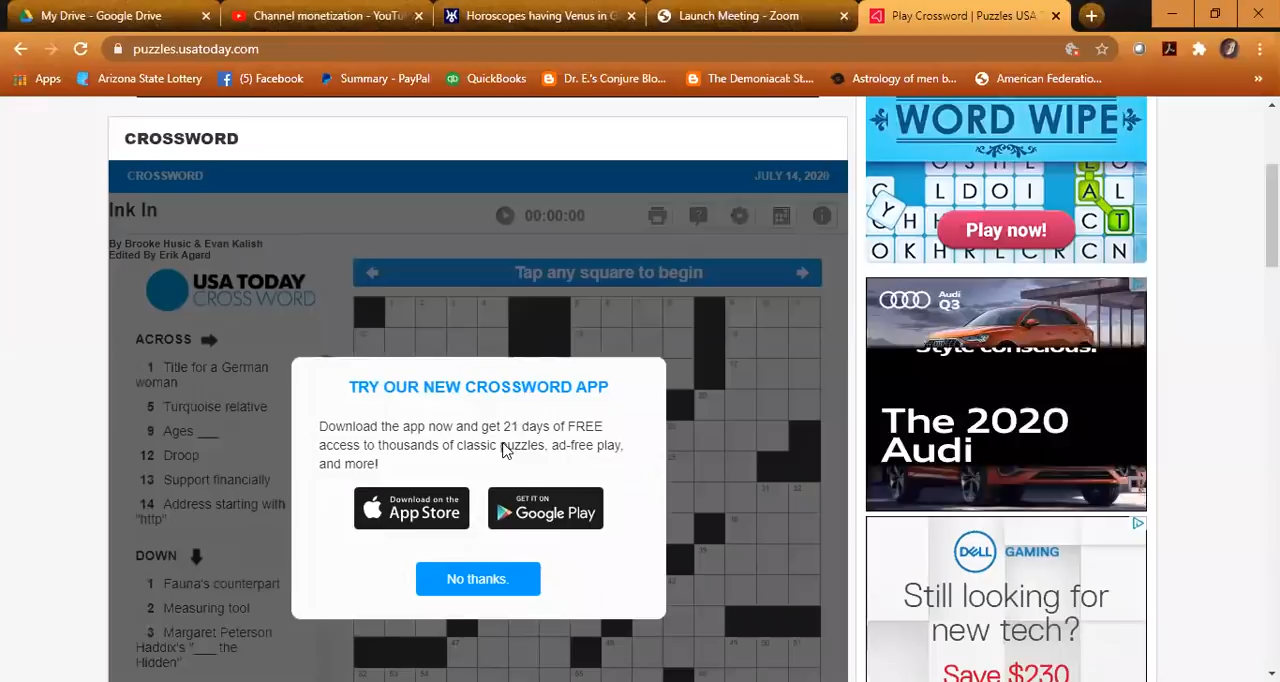 My Drive - Google Drive
Channel monetization - YouTu
Horoscopes having Venus in G
Launch Meeting - Zoom
Play Crossword | Puzzles USA T
puzzles.usatoday.com
Apps
Arizona State Lottery
(5) Facebook
Summary - PayPal
QuickBooks
Dr. E.'s Conjure Blo...
The Demoniacal: St....
Astrology of men b...
American Federatio...
»
CROSSWORD
CROSSWORD
JULY 14, 2020
Ink In
00:00:00
By Brooke Husic & Evan Kalish
Edited By Erik Agard
USA TODAY
CROSSWORD
Tap any square to begin
ACROSS
1 Title for a German
woman
5 Turquoise relative
9 Ages ___
12 Droop
13 Support financially
14 Address starting with
"http"
DOWN
1 Fauna's counterpart
2 Measuring tool
3 Margaret Peterson
Haddix's "___ the
Hidden"
TRY OUR NEW CROSSWORD APP
Download the app now and get 21 days of FREE
access to thousands of classic puzzles, ad-free play,
and more!
Download on the
App Store
GET IT ON
Google Play
No thanks.
WORD WIPE
L D O I
A L
C Y H
C T
Play now!
O K H R L C R C N
Audi
Q3
Style conscious.
The 2020
Audi
DELL GAMING
Still looking for
new tech?
Save $230